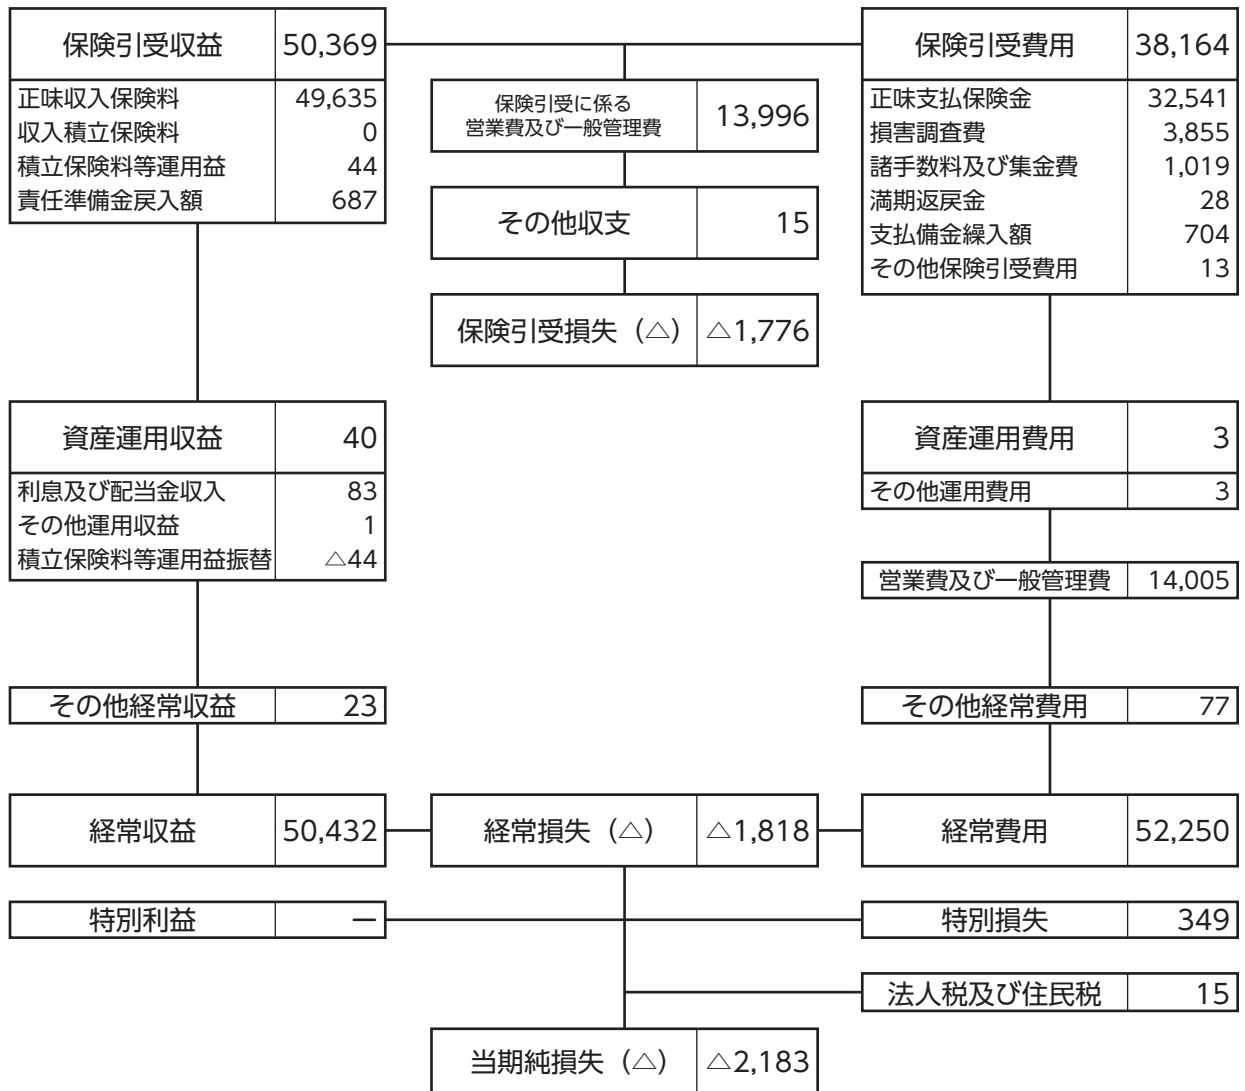 保険引受収益 50,369
正味収入保険料 49,635
収入積立保険料 0
積立保険料等運用益 44
責任準備金戻入額 687
保険引受に係る
営業費及び一般管理費 13,996
その他収支 15
保険引受損失（△） △1,776
保険引受費用 38,164
正味支払保険金 32,541
損害調査費 3,855
諸手数料及び集金費 1,019
満期返戻金 28
支払備金繰入額 704
その他保険引受費用 13
資産運用収益 40
利息及び配当金収入 83
その他運用収益 1
積立保険料等運用益振替 △44
資産運用費用 3
その他運用費用 3
営業費及び一般管理費 14,005
その他経常収益 23
その他経常費用 77
経常収益 50,432
経常損失（△） △1,818
経常費用 52,250
特別利益 ―
特別損失 349
法人税及び住民税 15
当期純損失（△） △2,183